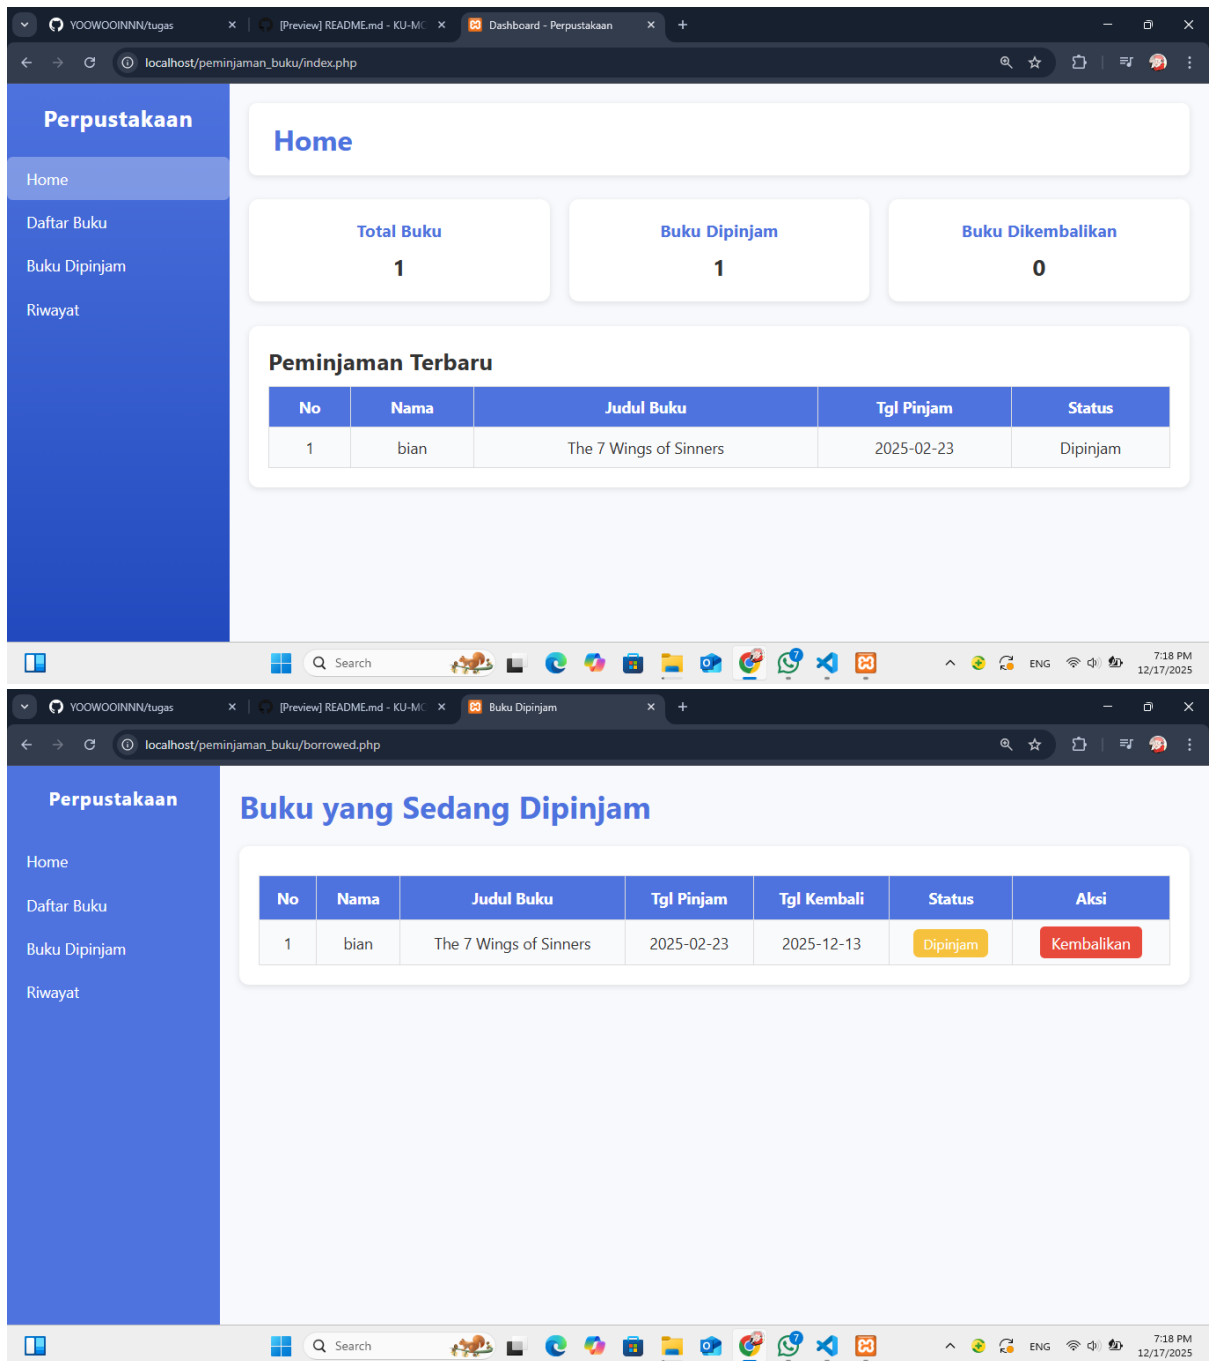 YOOWOOINNN/tugas
[Preview] README.md - KU-MC
Dashboard - Perpustakaan
localhost/peminjaman_buku/index.php
Perpustakaan
Home
Daftar Buku
Buku Dipinjam
Riwayat
Home
Total Buku
1
Buku Dipinjam
1
Buku Dikembalikan
0
Peminjaman Terbaru
No Nama Judul Buku Tgl Pinjam Status
1 bian The 7 Wings of Sinners 2025-02-23 Dipinjam
Search
7
ENG
7:18 PM
12/17/2025
YOOWOOINNN/tugas
[Preview] README.md - KU-MC
Buku Dipinjam
localhost/peminjaman_buku/borrowed.php
Perpustakaan
Home
Daftar Buku
Buku Dipinjam
Riwayat
Buku yang Sedang Dipinjam
No Nama Judul Buku Tgl Pinjam Tgl Kembali Status Aksi
1 bian The 7 Wings of Sinners 2025-02-23 2025-12-13 Dipinjam Kembalikan
Search
7
ENG
7:18 PM
12/17/2025